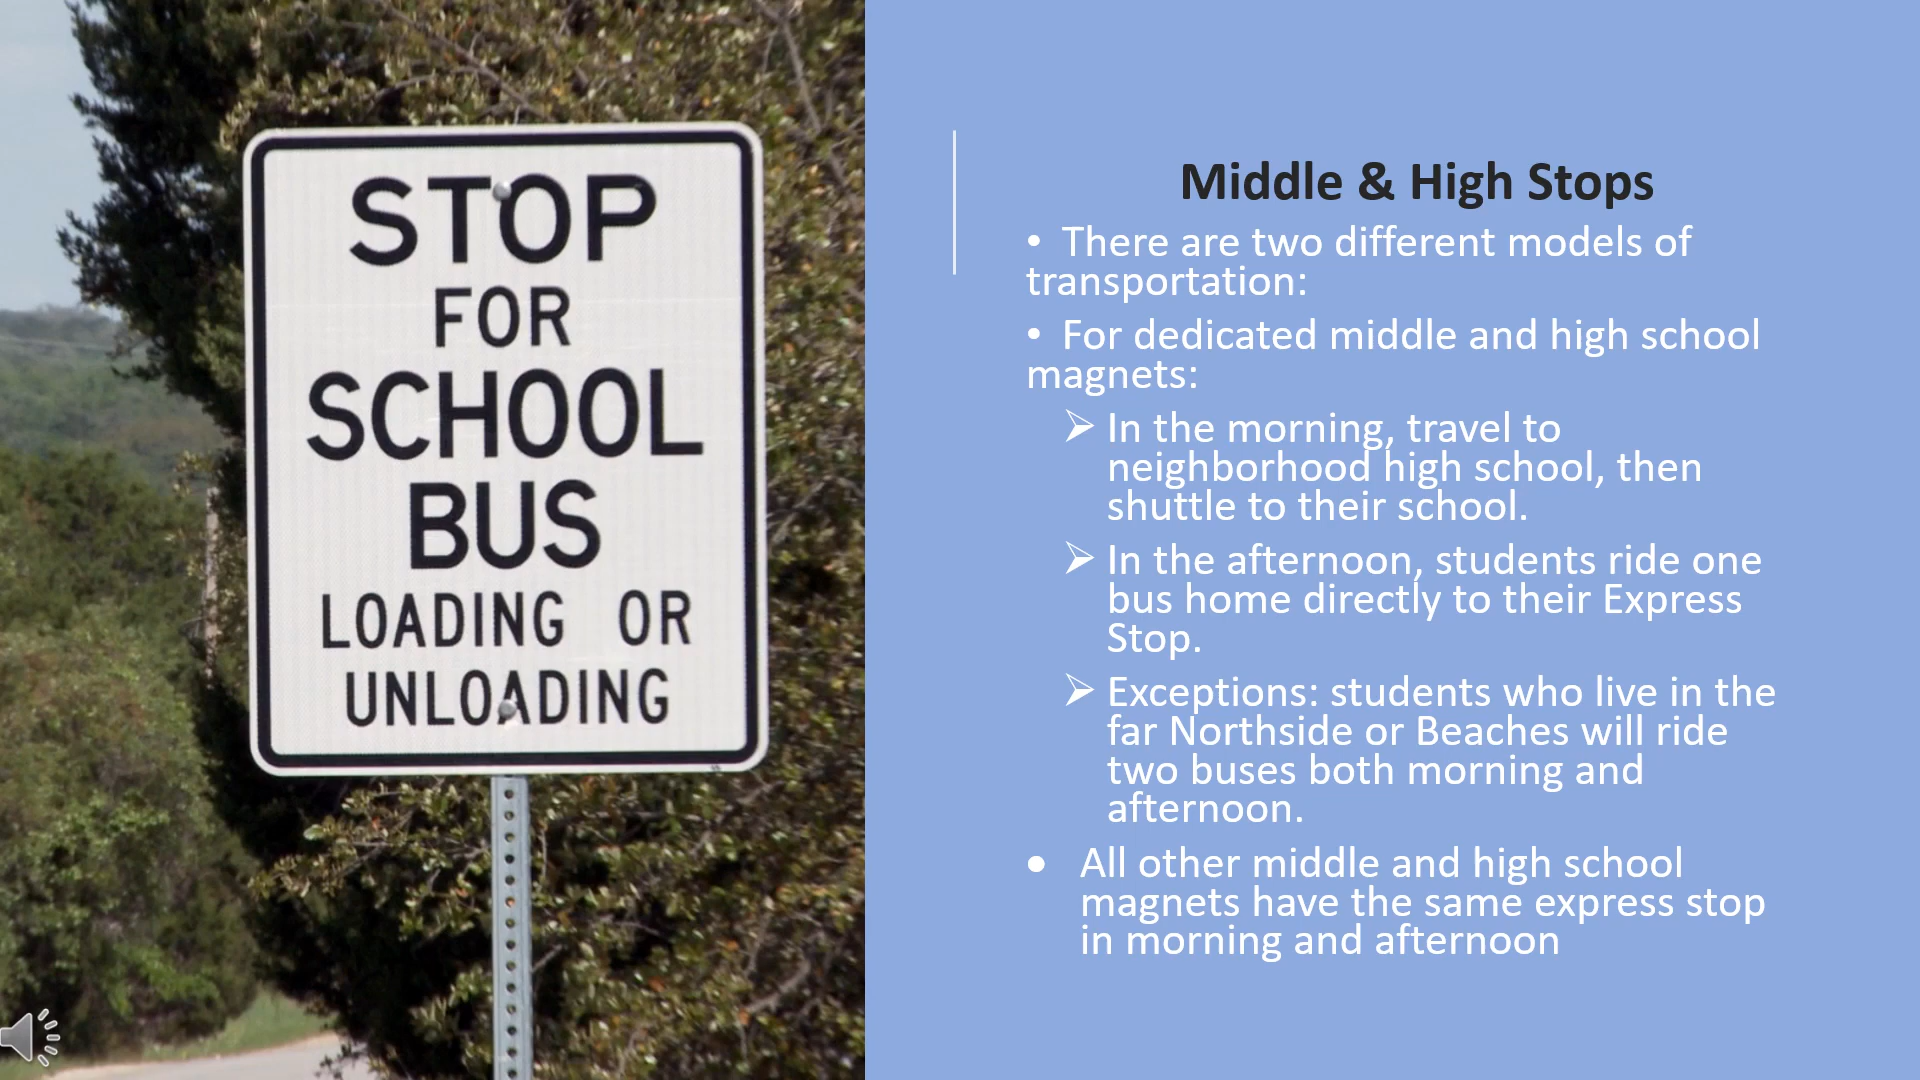 STOP
FOR
SCHOOL
BUS
LOADING OR
UNLOADING
Middle & High Stops
• There are two different models of
transportation:
• For dedicated middle and high school
magnets:
➢ In the morning, travel to
neighborhood high school, then
shuttle to their school.
➢ In the afternoon, students ride one
bus home directly to their Express
Stop.
➢ Exceptions: students who live in the
far Northside or Beaches will ride
two buses both morning and
afternoon.
• All other middle and high school
magnets have the same express stop
in morning and afternoon